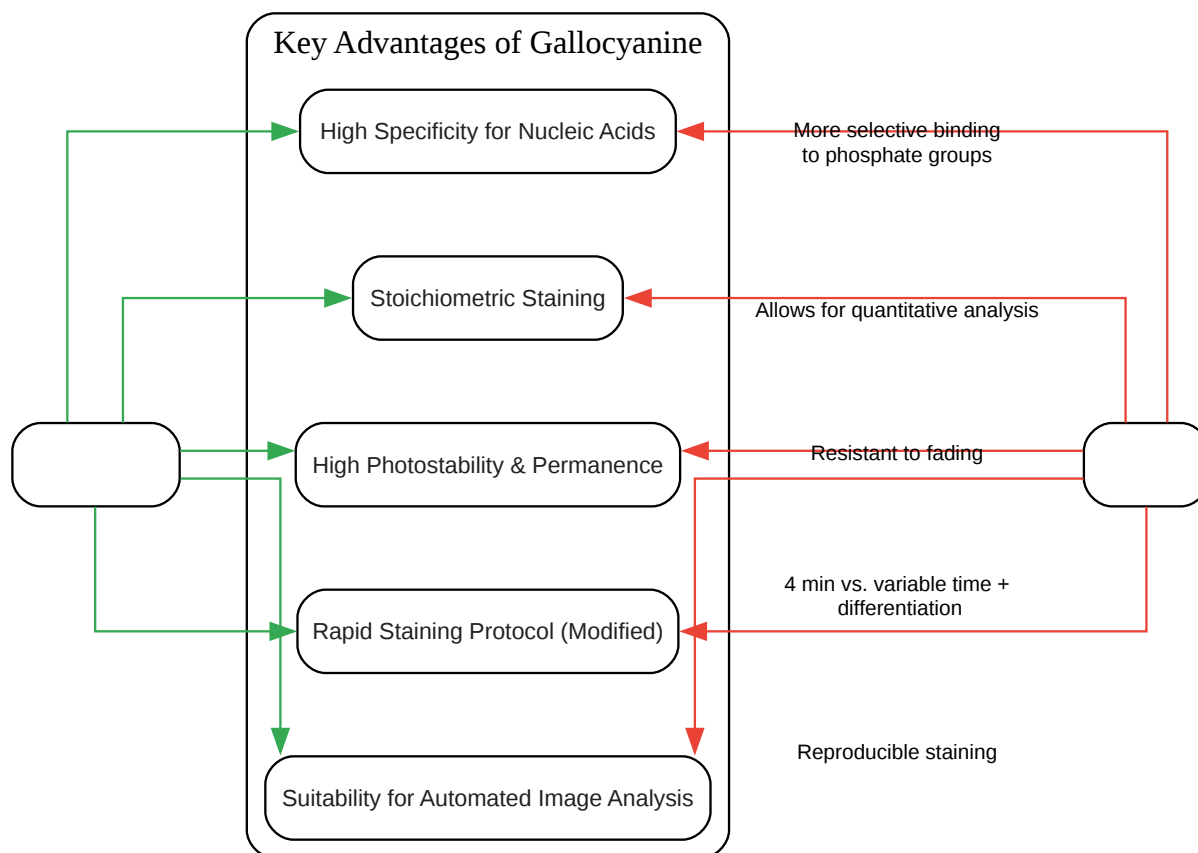 Key Advantages of Gallocyanine
High Specificity for Nucleic Acids
More selective binding
to phosphate groups
Stoichiometric Staining
Allows for quantitative analysis
High Photostability & Permanence
Resistant to fading
4 min vs. variable time +
differentiation
Rapid Staining Protocol (Modified)
Reproducible staining
Suitability for Automated Image Analysis